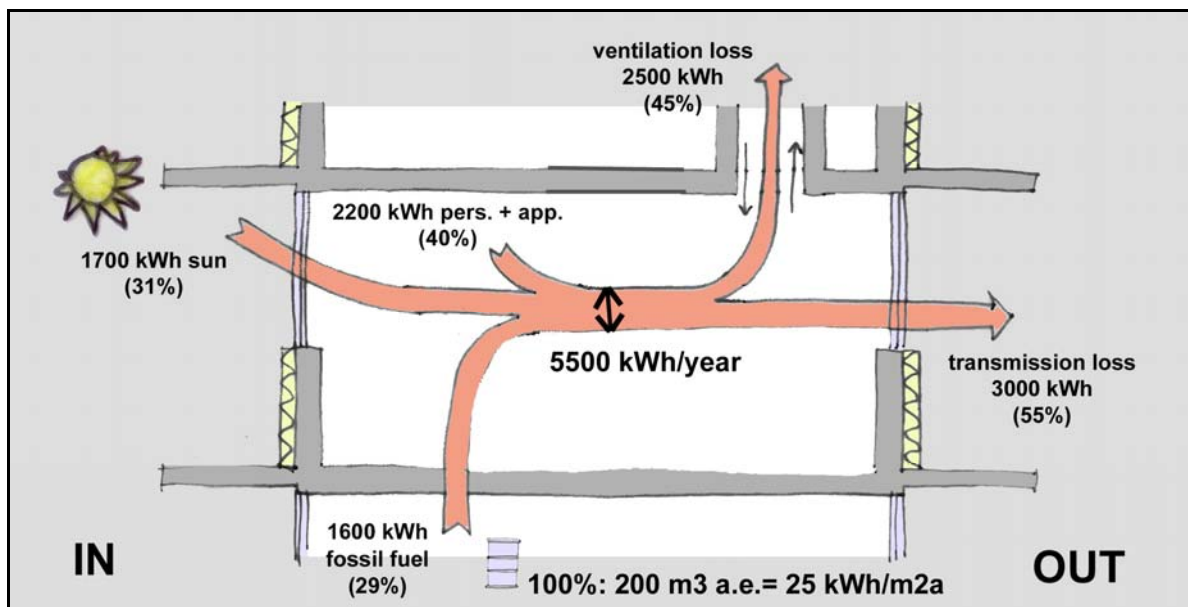 ventilation loss
2500 kWh
(45%)
2200 kWh pers. + app.
(40%)
1700 kWh sun
(31%)
5500 kWh/year
transmission loss
3000 kWh
(55%)
1600 kWh
fossil fuel
(29%)
IN
100%: 200 m3 a.e.= 25 kWh/m2a
OUT